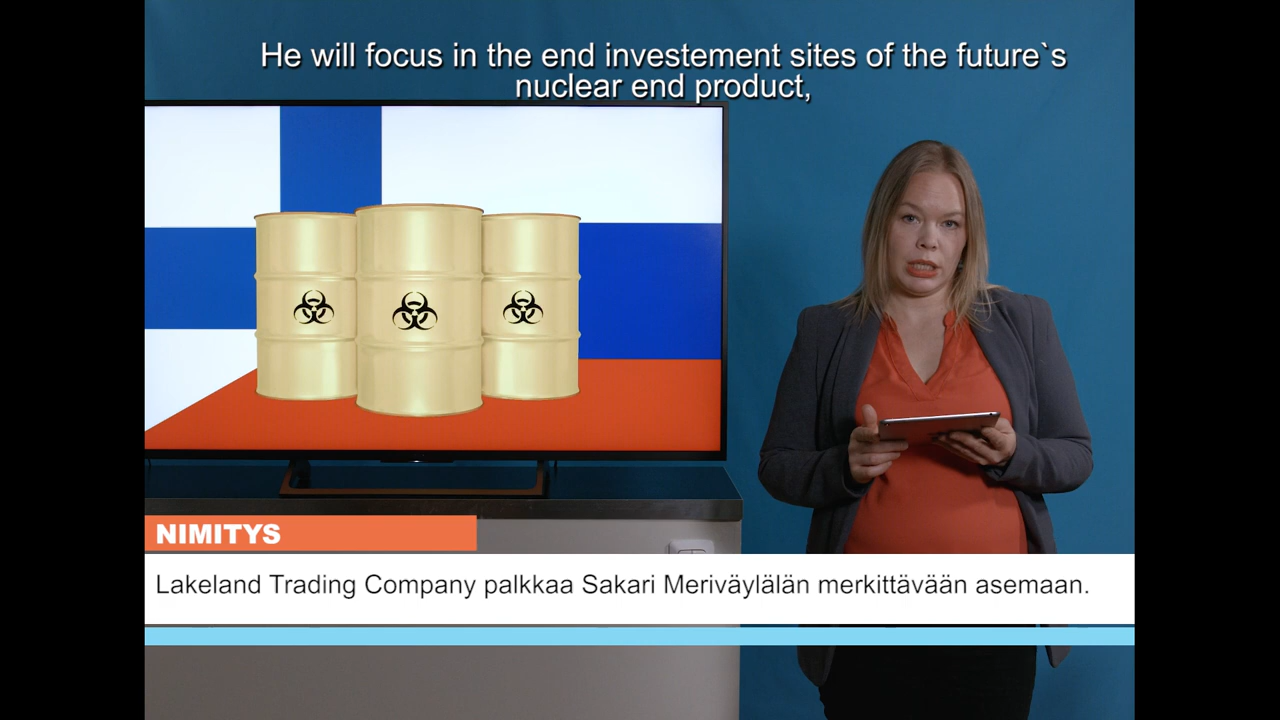 He will focus in the end investement sites of the future`s
nuclear end product,
NIMITYS
Lakeland Trading Company palkkaa Sakari Meriväylälän merkittävään asemaan.